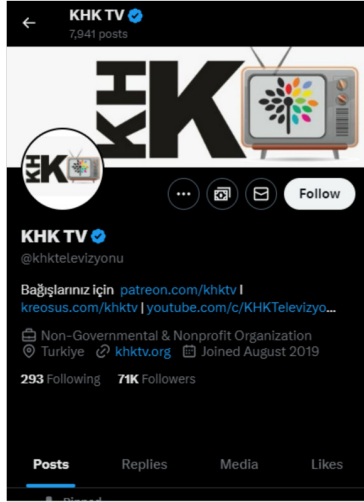 KHK TV
7,941 posts
KH K
KHK
Follow
KHK TV
@khktelevizyonu
Bağışlarınız için patreon.com/khktv I
kreosus.com/khktv | youtube.com/c/KHKTelevizyo...
Non-Governmental & Nonprofit Organization
Turkiye khktv.org Joined August 2019
293 Following 71K Followers
Posts Replies Media Likes
Pinned